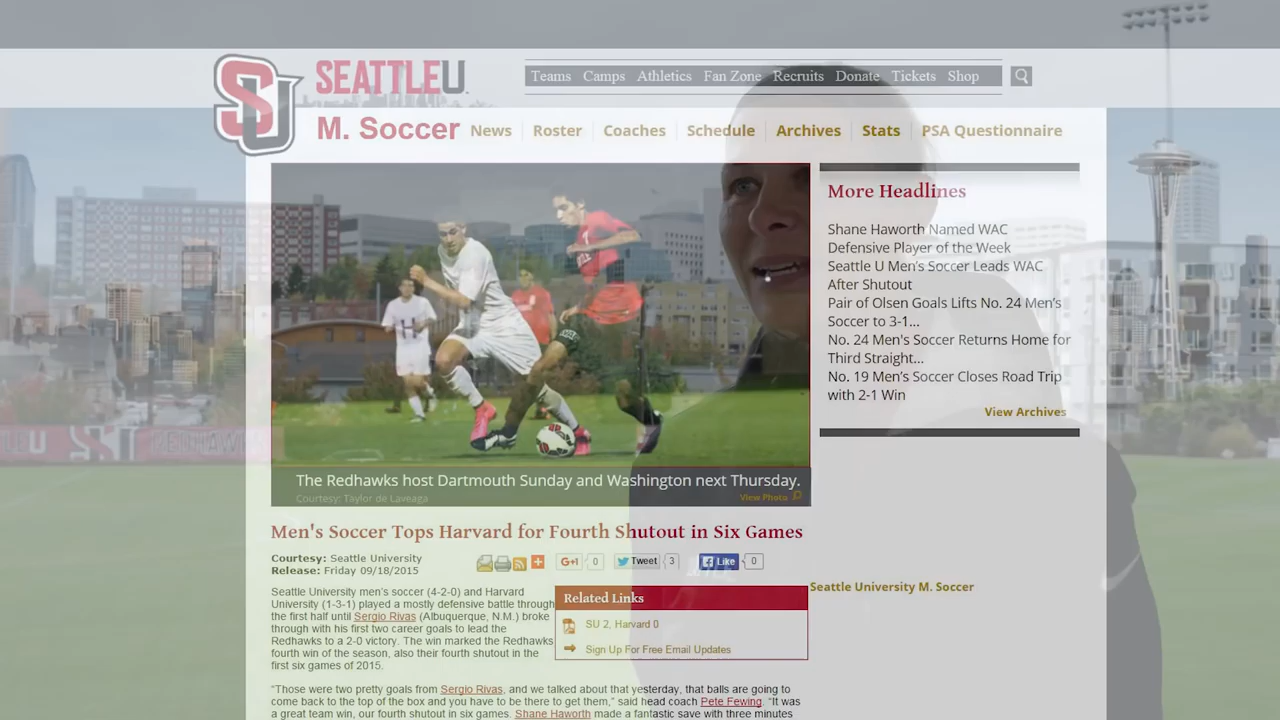 SU
SEATTLEU
Teams Camps Athletics Fan Zone Recruits Donate Tickets Shop
M. Soccer
News Roster Coaches Schedule Archives Stats PSA Questionnaire
H
The Redhawks host Dartmouth Sunday and Washington next Thursday.
Courtesy: Taylor de Laveaga
View Photo
More Headlines
Shane Haworth Named WAC
Defensive Player of the Week
Seattle U Men's Soccer Leads WAC
After Shutout
Pair of Olsen Goals Lifts No. 24 Men's
Soccer to 3-1...
No. 24 Men's Soccer Returns Home for
Third Straight...
No. 19 Men's Soccer Closes Road Trip
with 2-1 Win
View Archives
REDHAWK
Men's Soccer Tops Harvard for Fourth Shutout in Six Games
Courtesy: Seattle University
Release: Friday 09/18/2015
G+1 0 Tweet 3 Like 0
Seattle University men's soccer (4-2-0) and Harvard
University (1-3-1) played a mostly defensive battle through
the first half until Sergio Rivas (Albuquerque, N.M.) broke
through with his first two career goals to lead the
Redhawks to a 2-0 victory. The win marked the Redhawks
fourth win of the season, also their fourth shutout in the
first six games of 2015.
Related Links
SU 2, Harvard 0
Sign Up For Free Email Updates
Seattle University M. Soccer
"Those were two pretty goals from Sergio Rivas, and we talked about that yesterday, that balls are going to
come back to the top of the box and you have to be there to get them," said head coach Pete Fewing. "It was
a great team win, our fourth shutout in six games. Shane Haworth made a fantastic save with three minutes